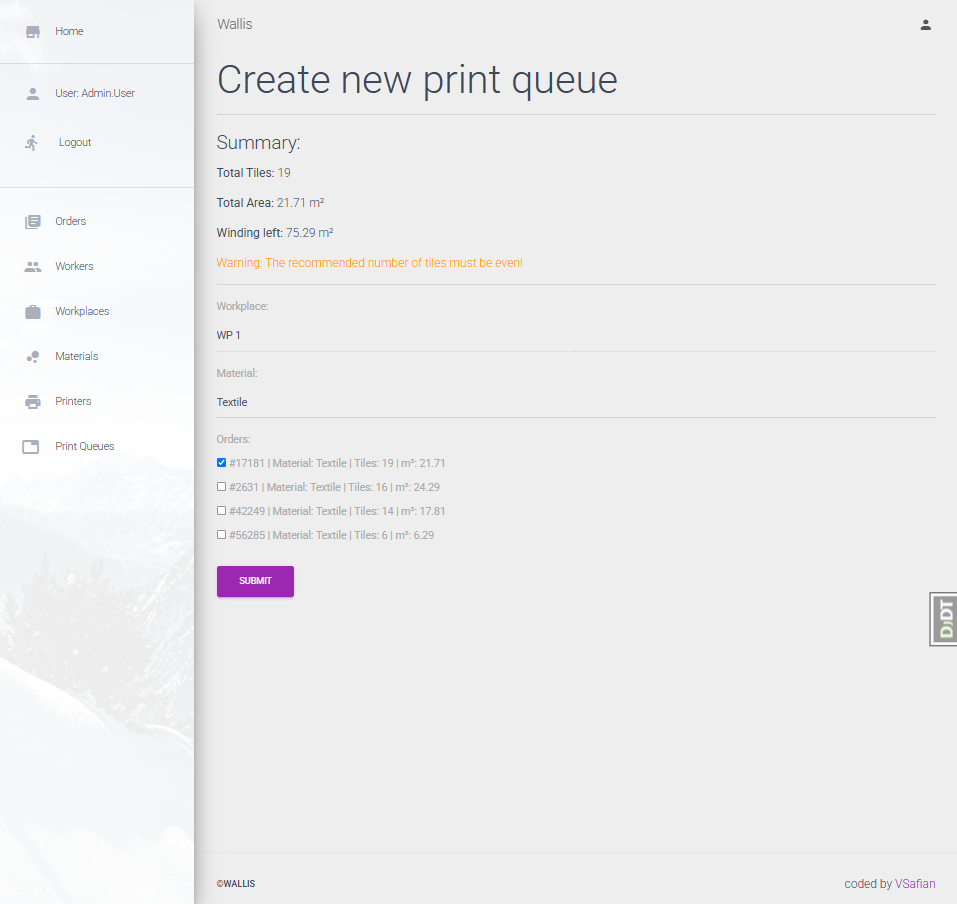 Home
User: Admin.User
Logout
Orders
Workers
Workplaces
Materials
Printers
Print Queues
Wallis
Create new print queue
Summary:
Total Tiles: 19
Total Area: 21.71 m²
Winding left: 75.29 m²
Warning: The recommended number of tiles must be even!
Workplace:
WP 1
Material:
Textile
Orders:
#17181 | Material: Textile | Tiles: 19 | m²: 21.71
#2631 | Material: Textile | Tiles: 16 | m²: 24.29
#42249 | Material: Textile | Tiles: 14 | m²: 17.81
#56285 | Material: Textile | Tiles: 6 | m²: 6.29
SUBMIT
DJDT
©WALLIS
coded by VSafian